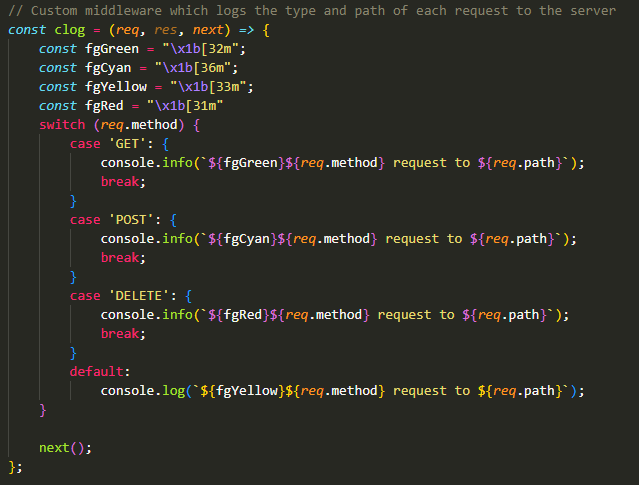 // Custom middleware which logs the type and path of each request to the server
const clog = (req, res, next) => {
    const fgGreen = "\x1b[32m";
    const fgCyan = "\x1b[36m";
    const fgYellow = "\x1b[33m";
    const fgRed = "\x1b[31m"
    switch (req.method) {
        case 'GET': {
            console.info(`${fgGreen}${req.method} request to ${req.path}`);
            break;
        }
        case 'POST': {
            console.info(`${fgCyan}${req.method} request to ${req.path}`);
            break;
        }
        case 'DELETE': {
            console.info(`${fgRed}${req.method} request to ${req.path}`);
            break;
        }
        default:
            console.log(`${fgYellow}${req.method} request to ${req.path}`);
    }

    next();
};